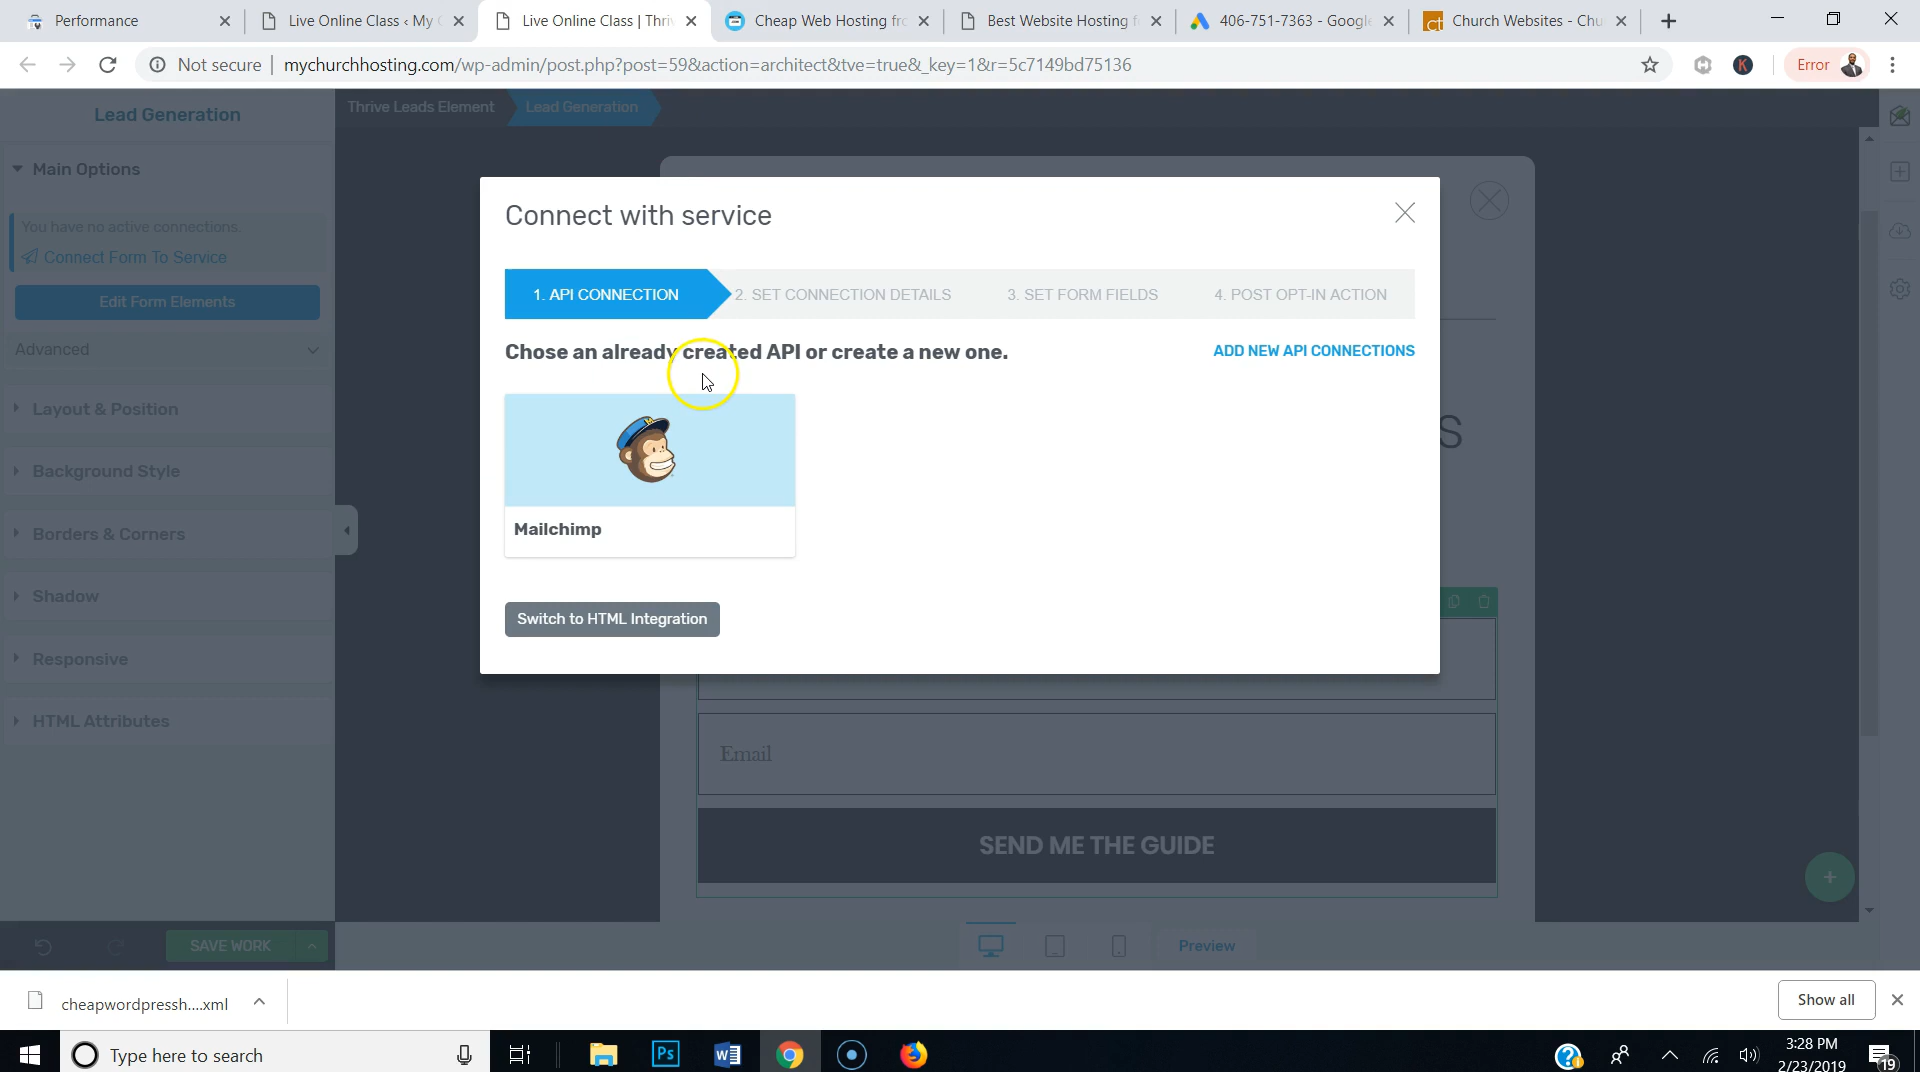 Performance
Live Online Class ‹ My
Live Online Class | Thriv
Cheap Web Hosting fro
Best Website Hosting f
406-751-7363 - Google
Church Websites - Chu
Not secure
mychurchhosting.com/wp-admin/post.php?post=59&action=architect&tve=true&_key=1&r=5c7149bd75136
K
Error
Lead Generation
Thrive Leads Element
Lead Generation
Main Options
You have no active connections.
Connect Form To Service
Edit Form Elements
Advanced
Layout & Position
Background Style
Borders & Corners
Shadow
Responsive
HTML Attributes
Connect with service
1. API CONNECTION
2. SET CONNECTION DETAILS
3. SET FORM FIELDS
4. POST OPT-IN ACTION
Chose an already created API or create a new one.
ADD NEW API CONNECTIONS
Mailchimp
Switch to HTML Integration
S
Email
SEND ME THE GUIDE
SAVE WORK
Preview
cheapwordpressh....xml
Show all
Type here to search
Ps
3:28 PM
2/23/2019
19